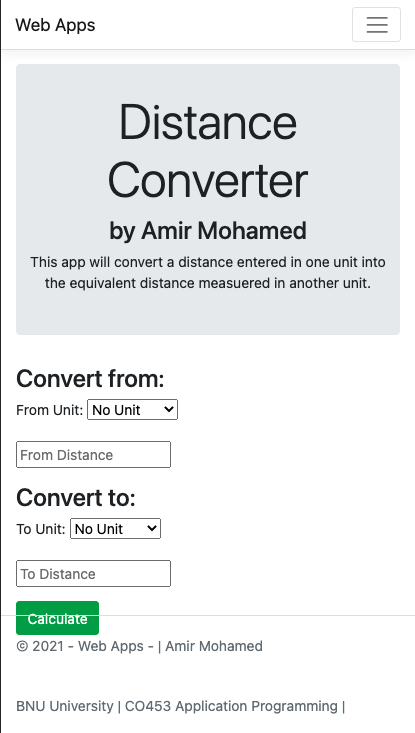 Web Apps
Distance
Converter
by Amir Mohamed
This app will convert a distance entered in one unit into
the equivalent distance measuered in another unit.
Convert from:
From Unit: No Unit
From Distance
Convert to:
To Unit: No Unit
To Distance
Calculate
© 2021 - Web Apps - | Amir Mohamed
BNU University | CO453 Application Programming |